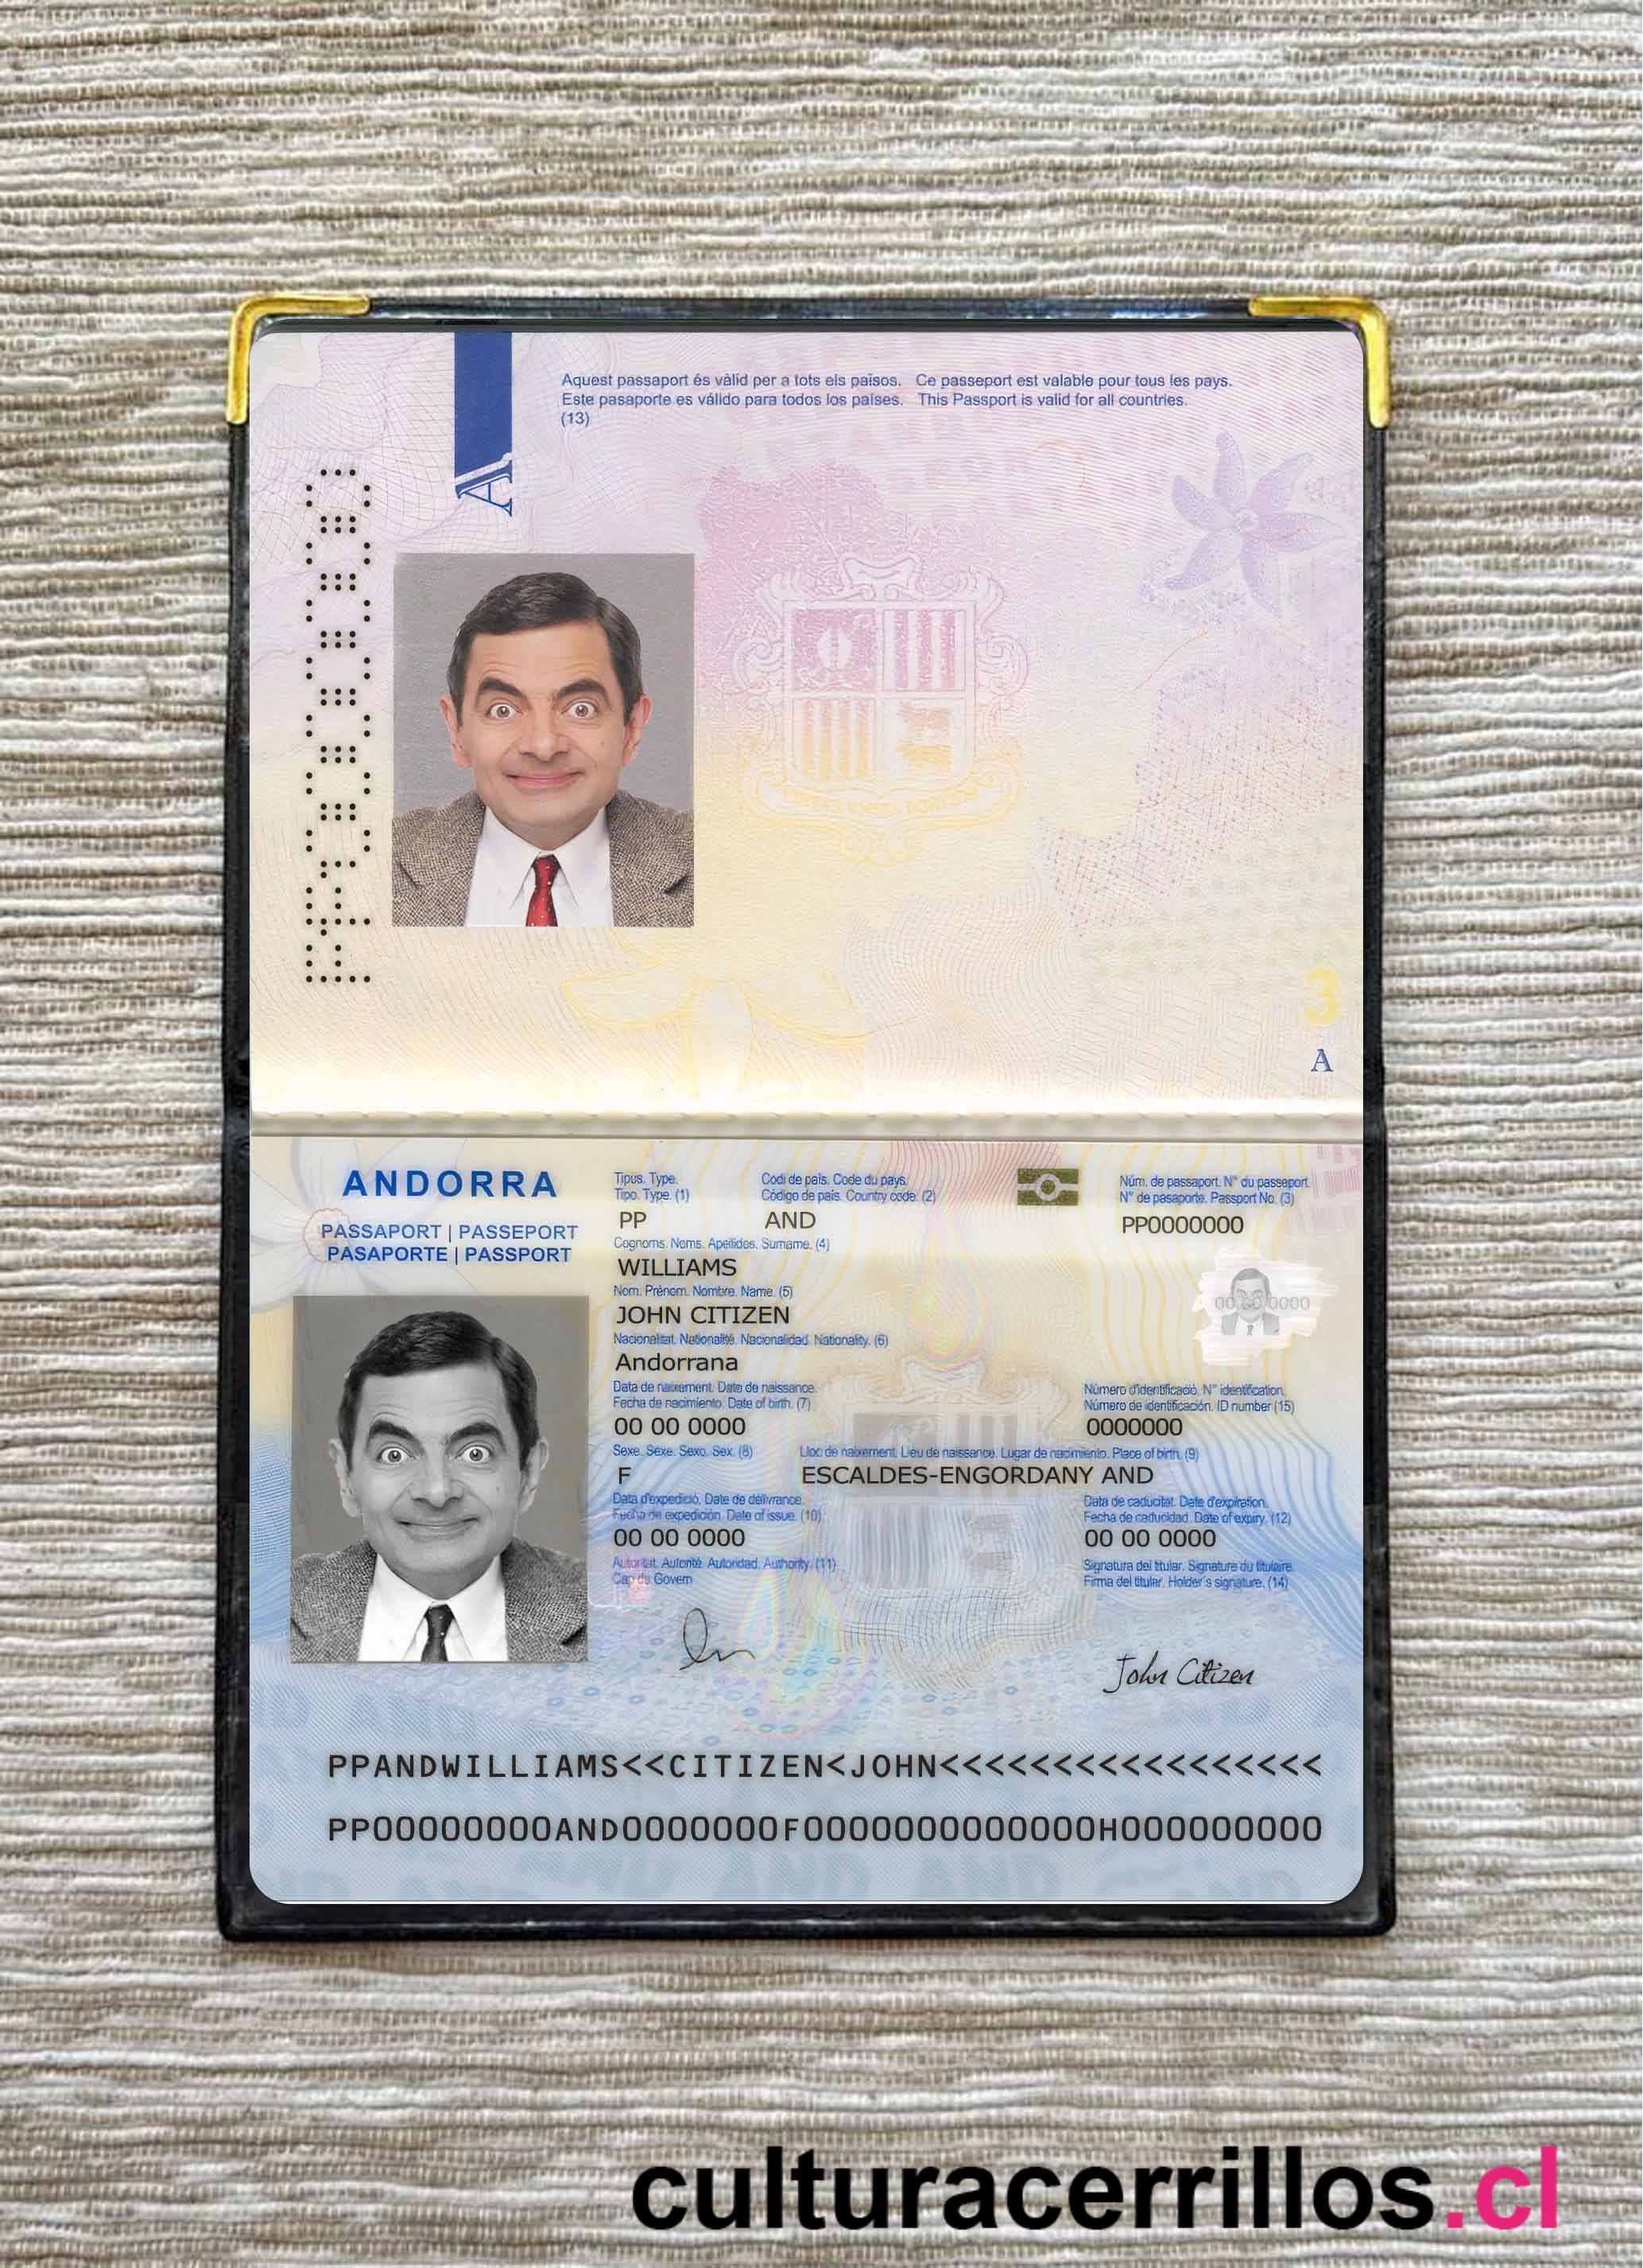 Aquest passaport és vàlid per a tots els països. Ce passeport est valable pour tous les pays.
Este pasaporte es válido para todos los países. This Passport is valid for all countries.
(13)
A
3
A
ANDORRA
PASSAPORT | PASSEPORT
PASAPORTE | PASSPORT
Tipus. Type.
Tipo. Type. (1)
PP
Codi de país. Code du pays.
Código de país. Country code. (2)
AND
Núm. de passaport. N° du passeport.
N° de pasaporte. Passport No. (3)
PP0000000
Cognoms. Noms. Apellidos. Surname. (4)
WILLIAMS
Nom. Prénom. Nombre. Name. (5)
JOHN CITIZEN
Nacionalitat. Nationalité. Nacionalidad. Nationality. (6)
Andorrana
00 00 0000
Data de naixement. Date de naissance.
Fecha de nacimiento. Date of birth. (7)
00 00 0000
Número d'identificació. N° identification.
Número de identificación. ID number (15)
0000000
Sexe. Sexe. Sexo. Sex. (8)
F
Lloc de naixement. Lieu de naissance. Lugar de nacimiento. Place of birth. (9)
ESCALDES-ENGORDANY AND
Data d'expedició. Date de délivrance.
Fecha de expedición. Date of issue. (10)
00 00 0000
Data de caducitat. Date d'expiration.
Fecha de caducidad. Date of expiry. (12)
00 00 0000
Autoritat. Autorité. Autoridad. Authority. (11)
Cap de Govern
Signatura del titular. Signature du titulaire.
Firma del titular. Holder's signature. (14)
John Citizen
PPANDWILLIAMS<<CITIZEN<JOHN<<<<<<<<<<<<<<<<<
PP00000000AND0000000F0000000000000H000000000
culturacerrillos.cl